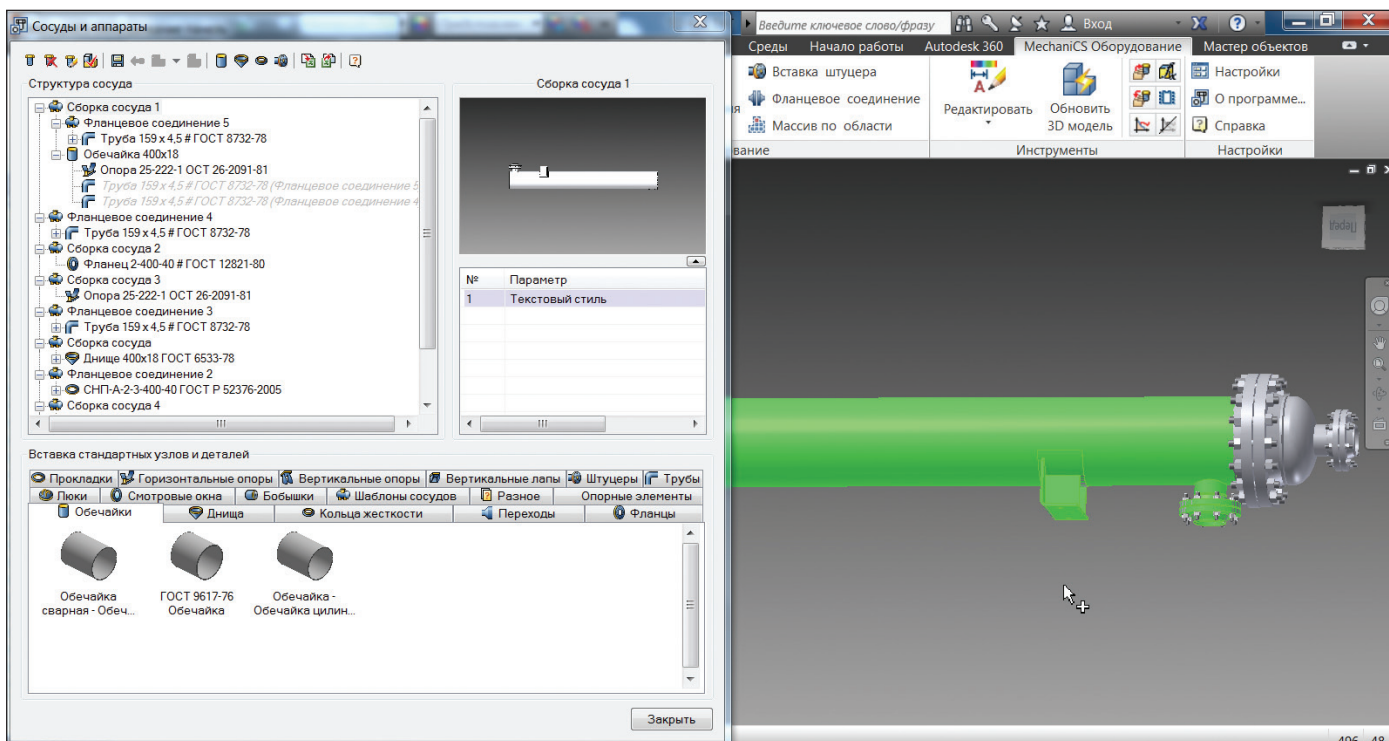 Сосуды и аппараты
Структура сосуда
Сборка сосуда 1
Фланцевое соединение 5
Труба 159 x 4,5 # ГОСТ 8732-78
Обечайка 400x18
Опора 25-222-1 ОСТ 26-2091-81
Труба 159 x 4,5 # ГОСТ 8732-78 (Фланцевое соединение 5
Труба 159 x 4,5 # ГОСТ 8732-78 (Фланцевое соединение 4
Фланцевое соединение 4
Труба 159 x 4,5 # ГОСТ 8732-78
Сборка сосуда 2
Фланец 2-400-40 # ГОСТ 12821-80
Сборка сосуда 3
Опора 25-222-1 ОСТ 26-2091-81
Фланцевое соединение 3
Труба 159 x 4,5 # ГОСТ 8732-78
Сборка сосуда
Днище 400x18 ГОСТ 6533-78
Фланцевое соединение 2
СНП-А-2-3-400-40 ГОСТ Р 52376-2005
Сборка сосуда 4
Сборка сосуда 1
№ Параметр
1 Текстовый стиль
Вставка стандартных узлов и деталей
Прокладки Горизонтальные опоры Вертикальные опоры Вертикальные лапы Штуцеры Трубы
Люки Смотровые окна Бобышки Шаблоны сосудов Разное Опорные элементы
Обечайки Днища Кольца жесткости Переходы Фланцы
Обечайка сварная - Обеч...
ГОСТ 9617-76 Обечайка
Обечайка - Обечайка цилин...
Закрыть
Введите ключевое слово/фразу Вход
Среды Начало работы Autodesk 360 MechaniCS Оборудование Мастер объектов
Вставка штуцера
Фланцевое соединение
Массив по области
Редактировать
Обновить
3D модель
Настройки
О программе...
Справка
вание Инструменты Настройки
Перед